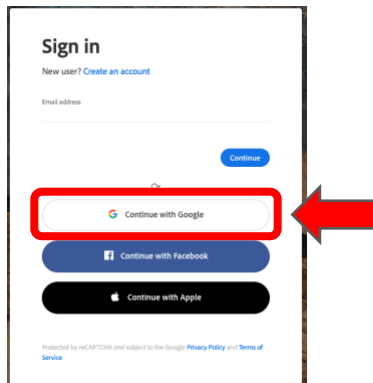 Sign in
New user? Create an account
Email address
Continue
Or
Continue with Google
Continue with Facebook
Continue with Apple
Protected by reCAPTCHA and subject to the Google Privacy Policy and Terms of
Service.